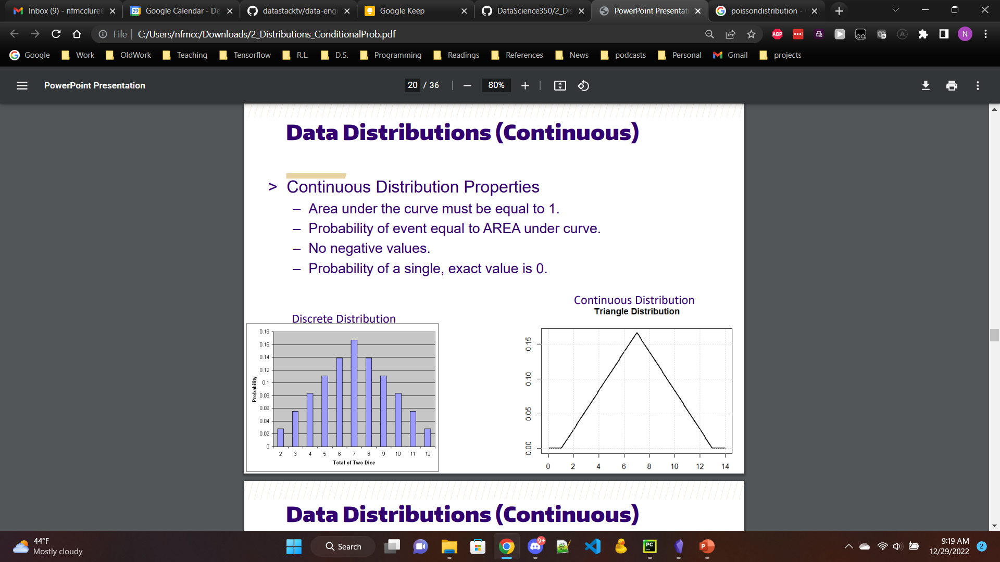 Inbox (9) - nfmcclure
Google Calendar - De
datastacktv/data-engi
Google Keep
DataScience350/2_Dis
PowerPoint Presentati
poissondistribution -
File
C:/Users/nfmcc/Downloads/2_Distributions_ConditionalProb.pdf
ABP
N
Google
Work
OldWork
Teaching
Tensorflow
R.L.
D.S.
Programming
Readings
References
News
podcasts
Personal
Gmail
projects
PowerPoint Presentation
20 / 36
80%
Data Distributions (Continuous)
> Continuous Distribution Properties
– Area under the curve must be equal to 1.
– Probability of event equal to AREA under curve.
– No negative values.
– Probability of a single, exact value is 0.
Discrete Distribution
Probability
0.18
0.16
0.14
0.12
0.1
0.08
0.06
0.04
0.02
0
2 3 4 5 6 7 8 9 10 11 12
Total of Two Dice
Continuous Distribution
Triangle Distribution
0.15
0.10
0.05
0.00
0 2 4 6 8 10 12 14
Data Distributions (Continuous)
44°F
Mostly cloudy
Search
9+
PC
P
9:19 AM
12/29/2022
2